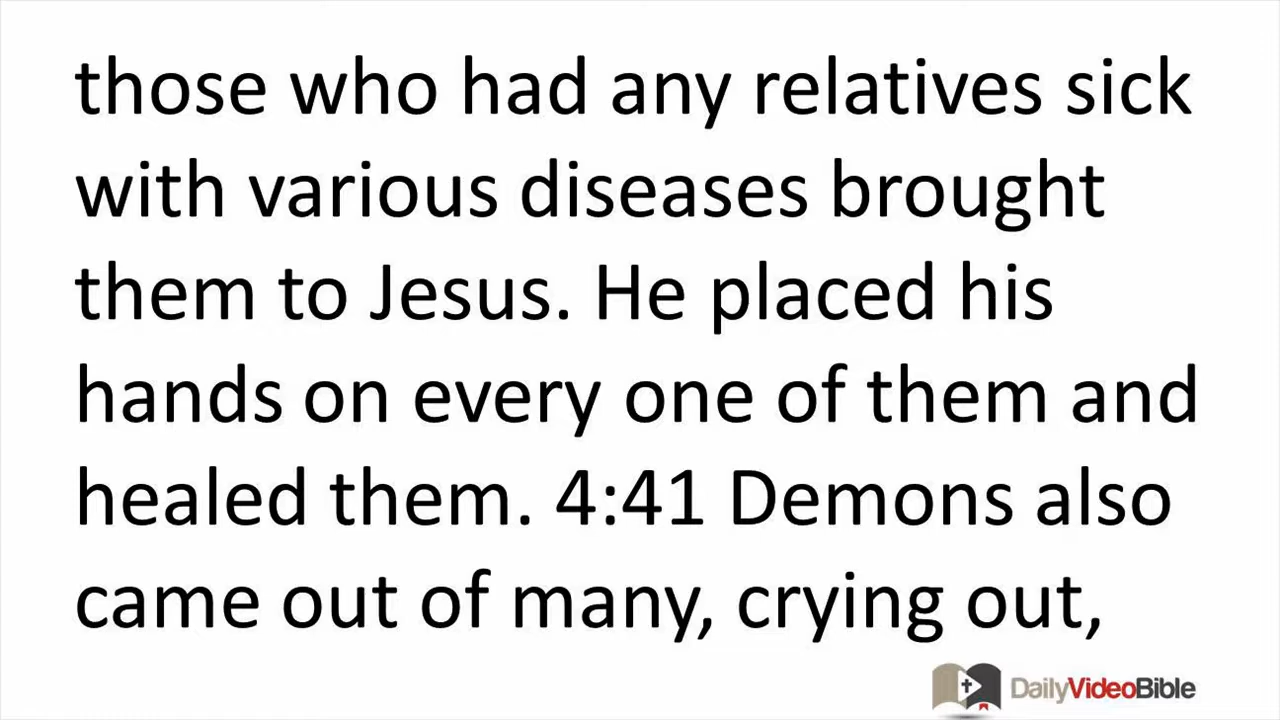 those who had any relatives sick
with various diseases brought
them to Jesus. He placed his
hands on every one of them and
healed them. 4:41 Demons also
came out of many, crying out,
DailyVideoBible